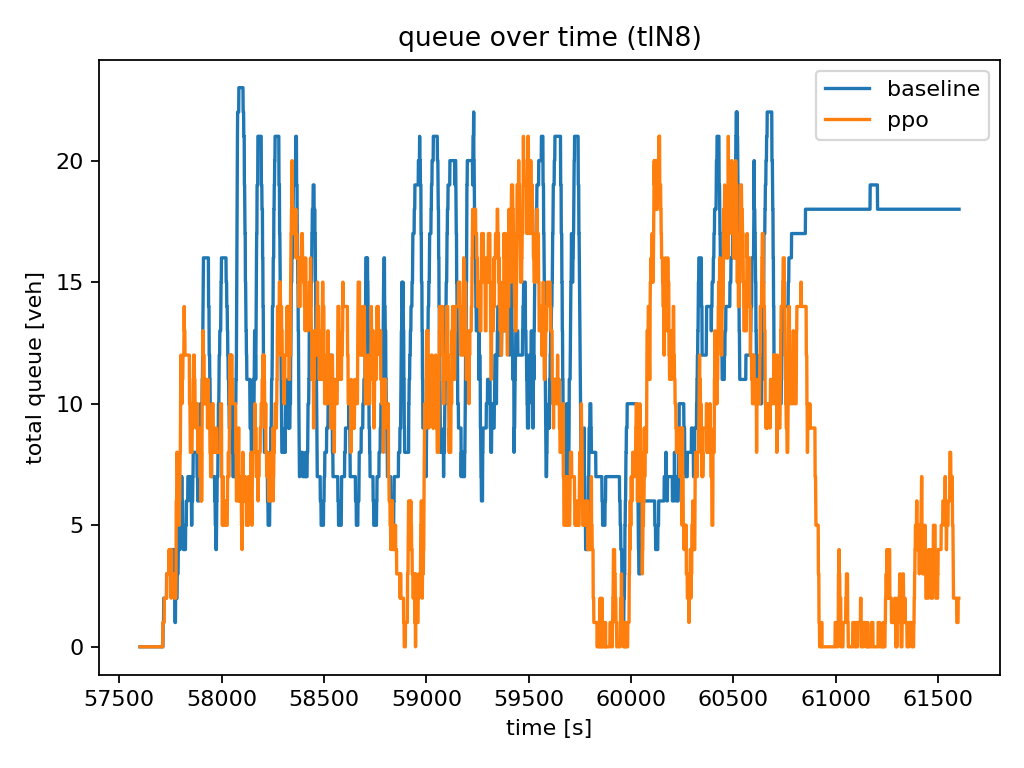 queue over time (tlN8)
baseline
ppo
total queue [veh]
20
15
10
5
0
57500 58000 58500 59000 59500 60000 60500 61000 61500
time [s]